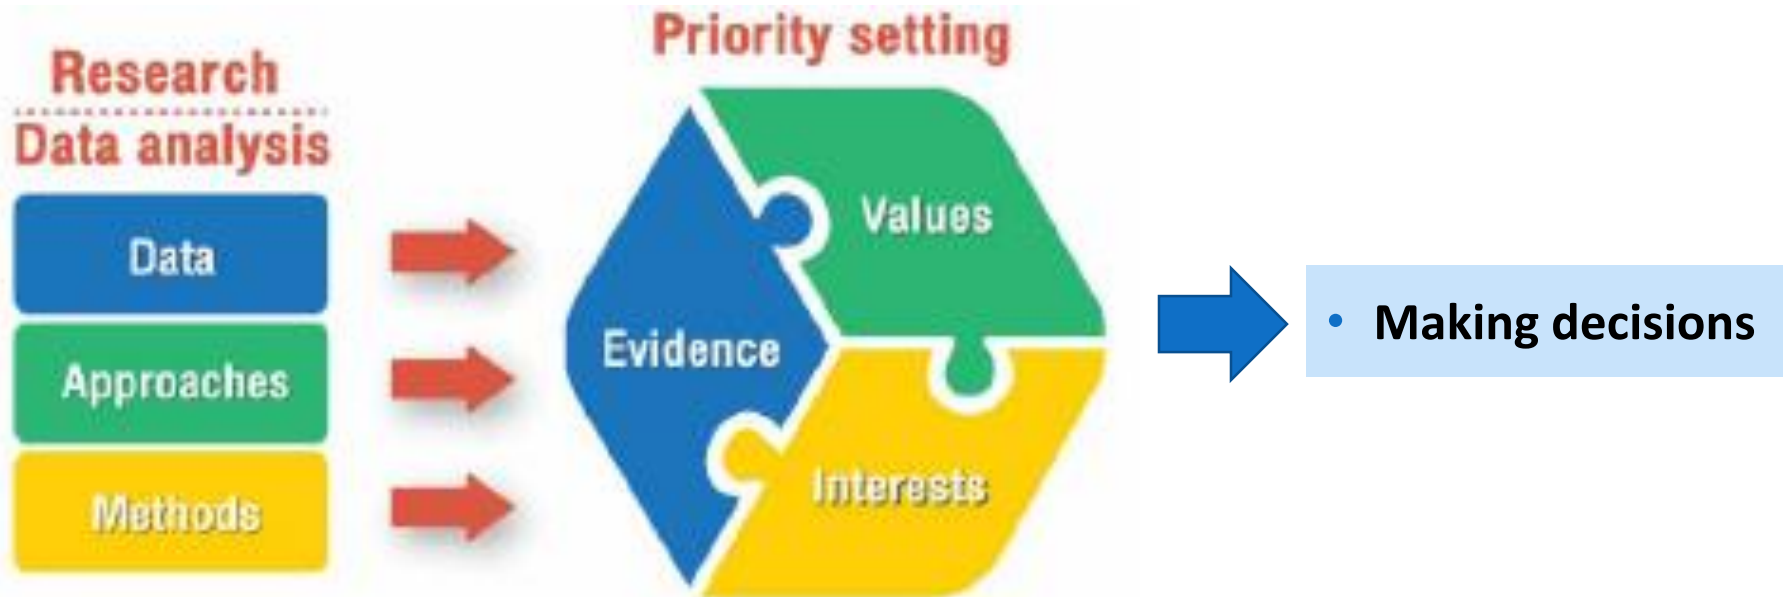 Research
Data analysis
Data
Approaches
Methods
Priority setting
Values
Evidence
Interests
• Making decisions